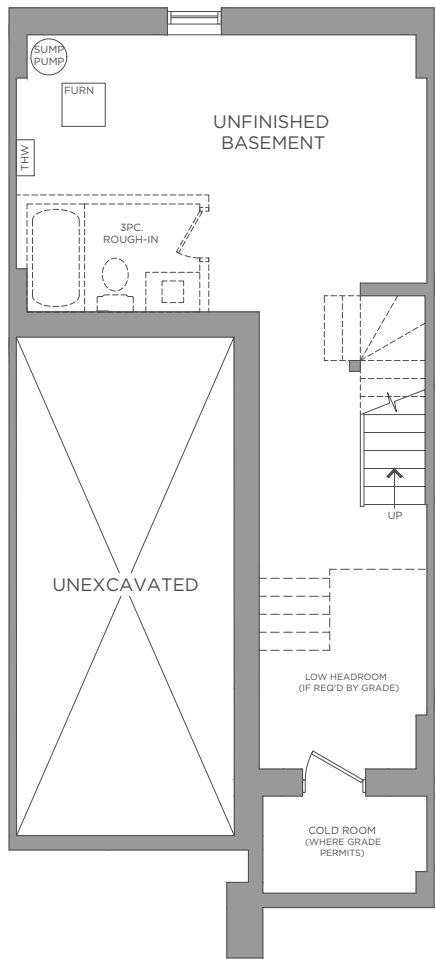 SUMP
PUMP
FURN
UNFINISHED
BASEMENT
THW
3PC.
ROUGH-IN
UP
UNEXCAVATED
LOW HEADROOM
(IF REQ'D BY GRADE)
COLD ROOM
(WHERE GRADE
PERMITS)